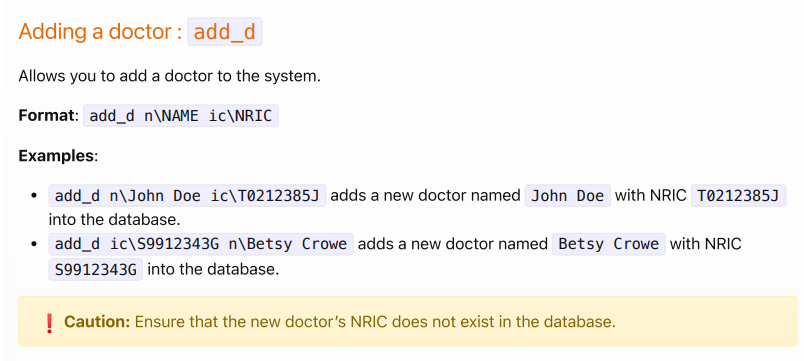 Adding a doctor : add_d
Allows you to add a doctor to the system.
Format: add_d n\NAME ic\NRIC
Examples:
• add_d n\John Doe ic\T0212385J adds a new doctor named John Doe with NRIC T0212385J
into the database.
• add_d ic\S9912343G n\Betsy Crowe adds a new doctor named Betsy Crowe with NRIC
S9912343G into the database.
❗ Caution: Ensure that the new doctor’s NRIC does not exist in the database.